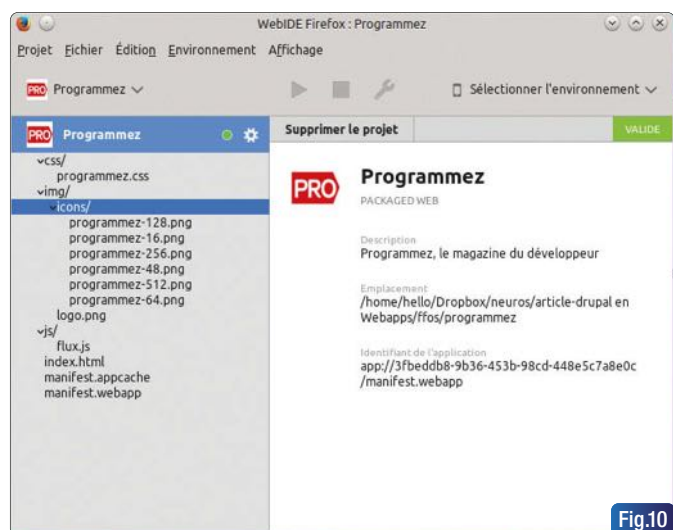 WebIDE Firefox : Programmez
Projet Fichier Édition Environnement Affichage
PRO Programmez
Sélectionner l'environnement
PRO Programmez
Supprimer le projet
VALIDE
css/
programmez.css
img/
icons/
programmez-128.png
programmez-16.png
programmez-256.png
programmez-48.png
programmez-512.png
programmez-64.png
logo.png
js/
flux.js
index.html
manifest.appcache
manifest.webapp
PRO
Programmez
PACKAGED WEB
Description
Programmez, le magazine du développeur
Emplacement
/home/hello/Dropbox/neuros/article-drupal en
Webapps/ffos/programmez
Identifiant de l'application
app://3fbeddb8-9b36-453b-98cd-448e5c7a8e0c
/manifest.webapp
Fig.10